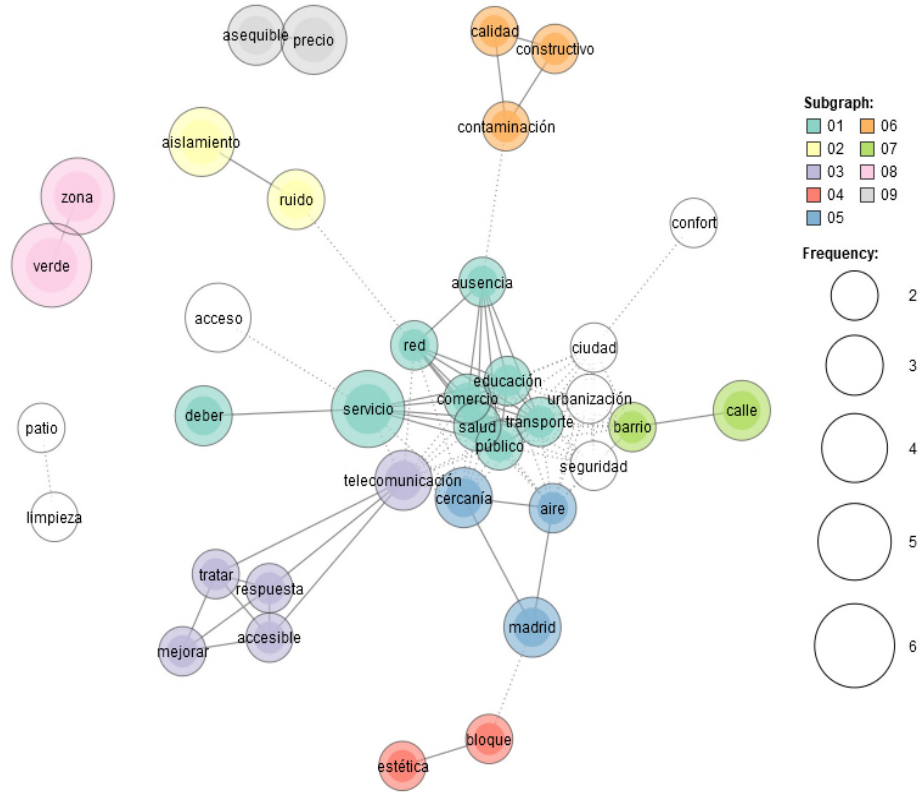 asequible
precio
calidad
constructivo
contaminación
aislamiento
ruido
zona
verde
confort
ausencia
acceso
red
ciudad
educación
comercio
urbanización
servicio
deber
salud
transporte
público
barrio
calle
patio
seguridad
telecomunicación
cercanía
aire
limpieza
tratar
respuesta
accesible
mejorar
madrid
bloque
estética
Subgraph:
01 06
02 07
03 08
04 09
05
Frequency:
2
3
4
5
6